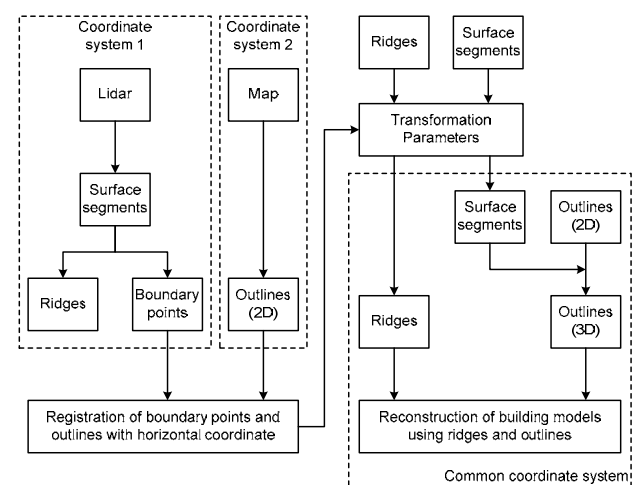 Coordinate
system 1
Lidar
Surface
segments
Ridges
Boundary
points
Coordinate
system 2
Map
Outlines
(2D)
Registration of boundary points and
outlines with horizontal coordinate
Ridges
Surface
segments
Transformation
Parameters
Surface
segments
Outlines
(2D)
Ridges
Outlines
(3D)
Reconstruction of building models
using ridges and outlines
Common coordinate system